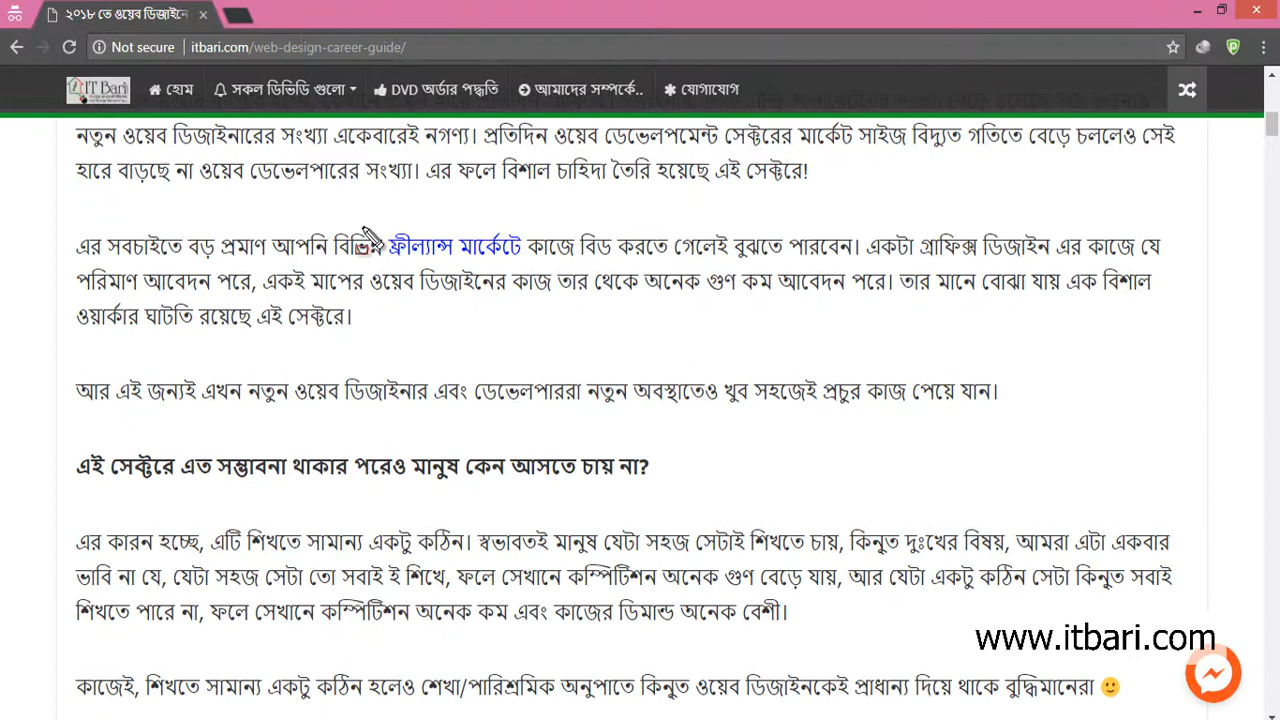 ২০১৮ তে ওয়েব ডিজাইনে
Not secure itbari.com/web-design-career-guide/
IT Bari হোম সকল ডিভিডি গুলো DVD অর্ডার পদ্ধতি আমাদের সম্পর্কে.. যোগাযোগ
নতুন ওয়েব ডিজাইনারের সংখ্যা একেবারেই নগণ্য। প্রতিদিন ওয়েব ডেভেলপমেন্ট সেক্টরের মার্কেট সাইজ বিদ্যুত গতিতে বেড়ে চললেও সেই
হারে বাড়ছে না ওয়েব ডেভেলপারের সংখ্যা। এর ফলে বিশাল চাহিদা তৈরি হয়েছে এই সেক্টরে!
এর সবচাইতে বড় প্রমাণ আপনি ফ্রীল্যান্স মার্কেটে কাজে বিড করতে গেলেই বুঝতে পারবেন। একটা গ্রাফিক্স ডিজাইন এর কাজে যে
পরিমাণ আবেদন পরে, একই মাপের ওয়েব ডিজাইনের কাজ তার থেকে অনেক গুণ কম আবেদন পরে। তার মানে বোঝা যায় এক বিশাল
ওয়ার্কার ঘাটতি রয়েছে এই সেক্টরে।
আর এই জন্যই এখন নতুন ওয়েব ডিজাইনার এবং ডেভেলপাররা নতুন অবস্থাতেও খুব সহজেই প্রচুর কাজ পেয়ে যান।
এই সেক্টরে এত সম্ভাবনা থাকার পরেও মানুষ কেন আসতে চায় না?
এর কারন হচ্ছে, এটি শিখতে সামান্য একটু কঠিন। স্বভাবতই মানুষ যেটা সহজ সেটাই শিখতে চায়, কিন্তু দুঃখের বিষয়, আমরা এটা একবার
ভাবি না যে, যেটা সহজ সেটা তো সবাই ই শিখে, ফলে সেখানে কম্পিটিশন অনেক গুণ বেড়ে যায়, আর যেটা একটু কঠিন সেটা কিন্তু সবাই
শিখতে পারে না, ফলে সেখানে কম্পিটিশন অনেক কম এবং কাজের ডিমান্ড অনেক বেশী।
www.itbari.com
কাজেই, শিখতে সামান্য একটু কঠিন হলেও শেখা/পারিশ্রমিক অনুপাতে কিন্তু ওয়েব ডিজাইনকেই প্রাধান্য দিয়ে থাকে বুদ্ধিমানেরা 🙂